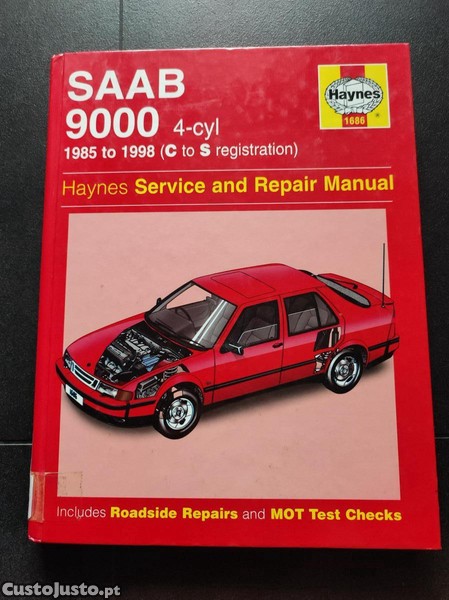 SAAB
9000 4-cyl
1985 to 1998 (C to S registration)
Haynes
1686
Haynes Service and Repair Manual
Includes Roadside Repairs and MOT Test Checks
CustoJusto.pt